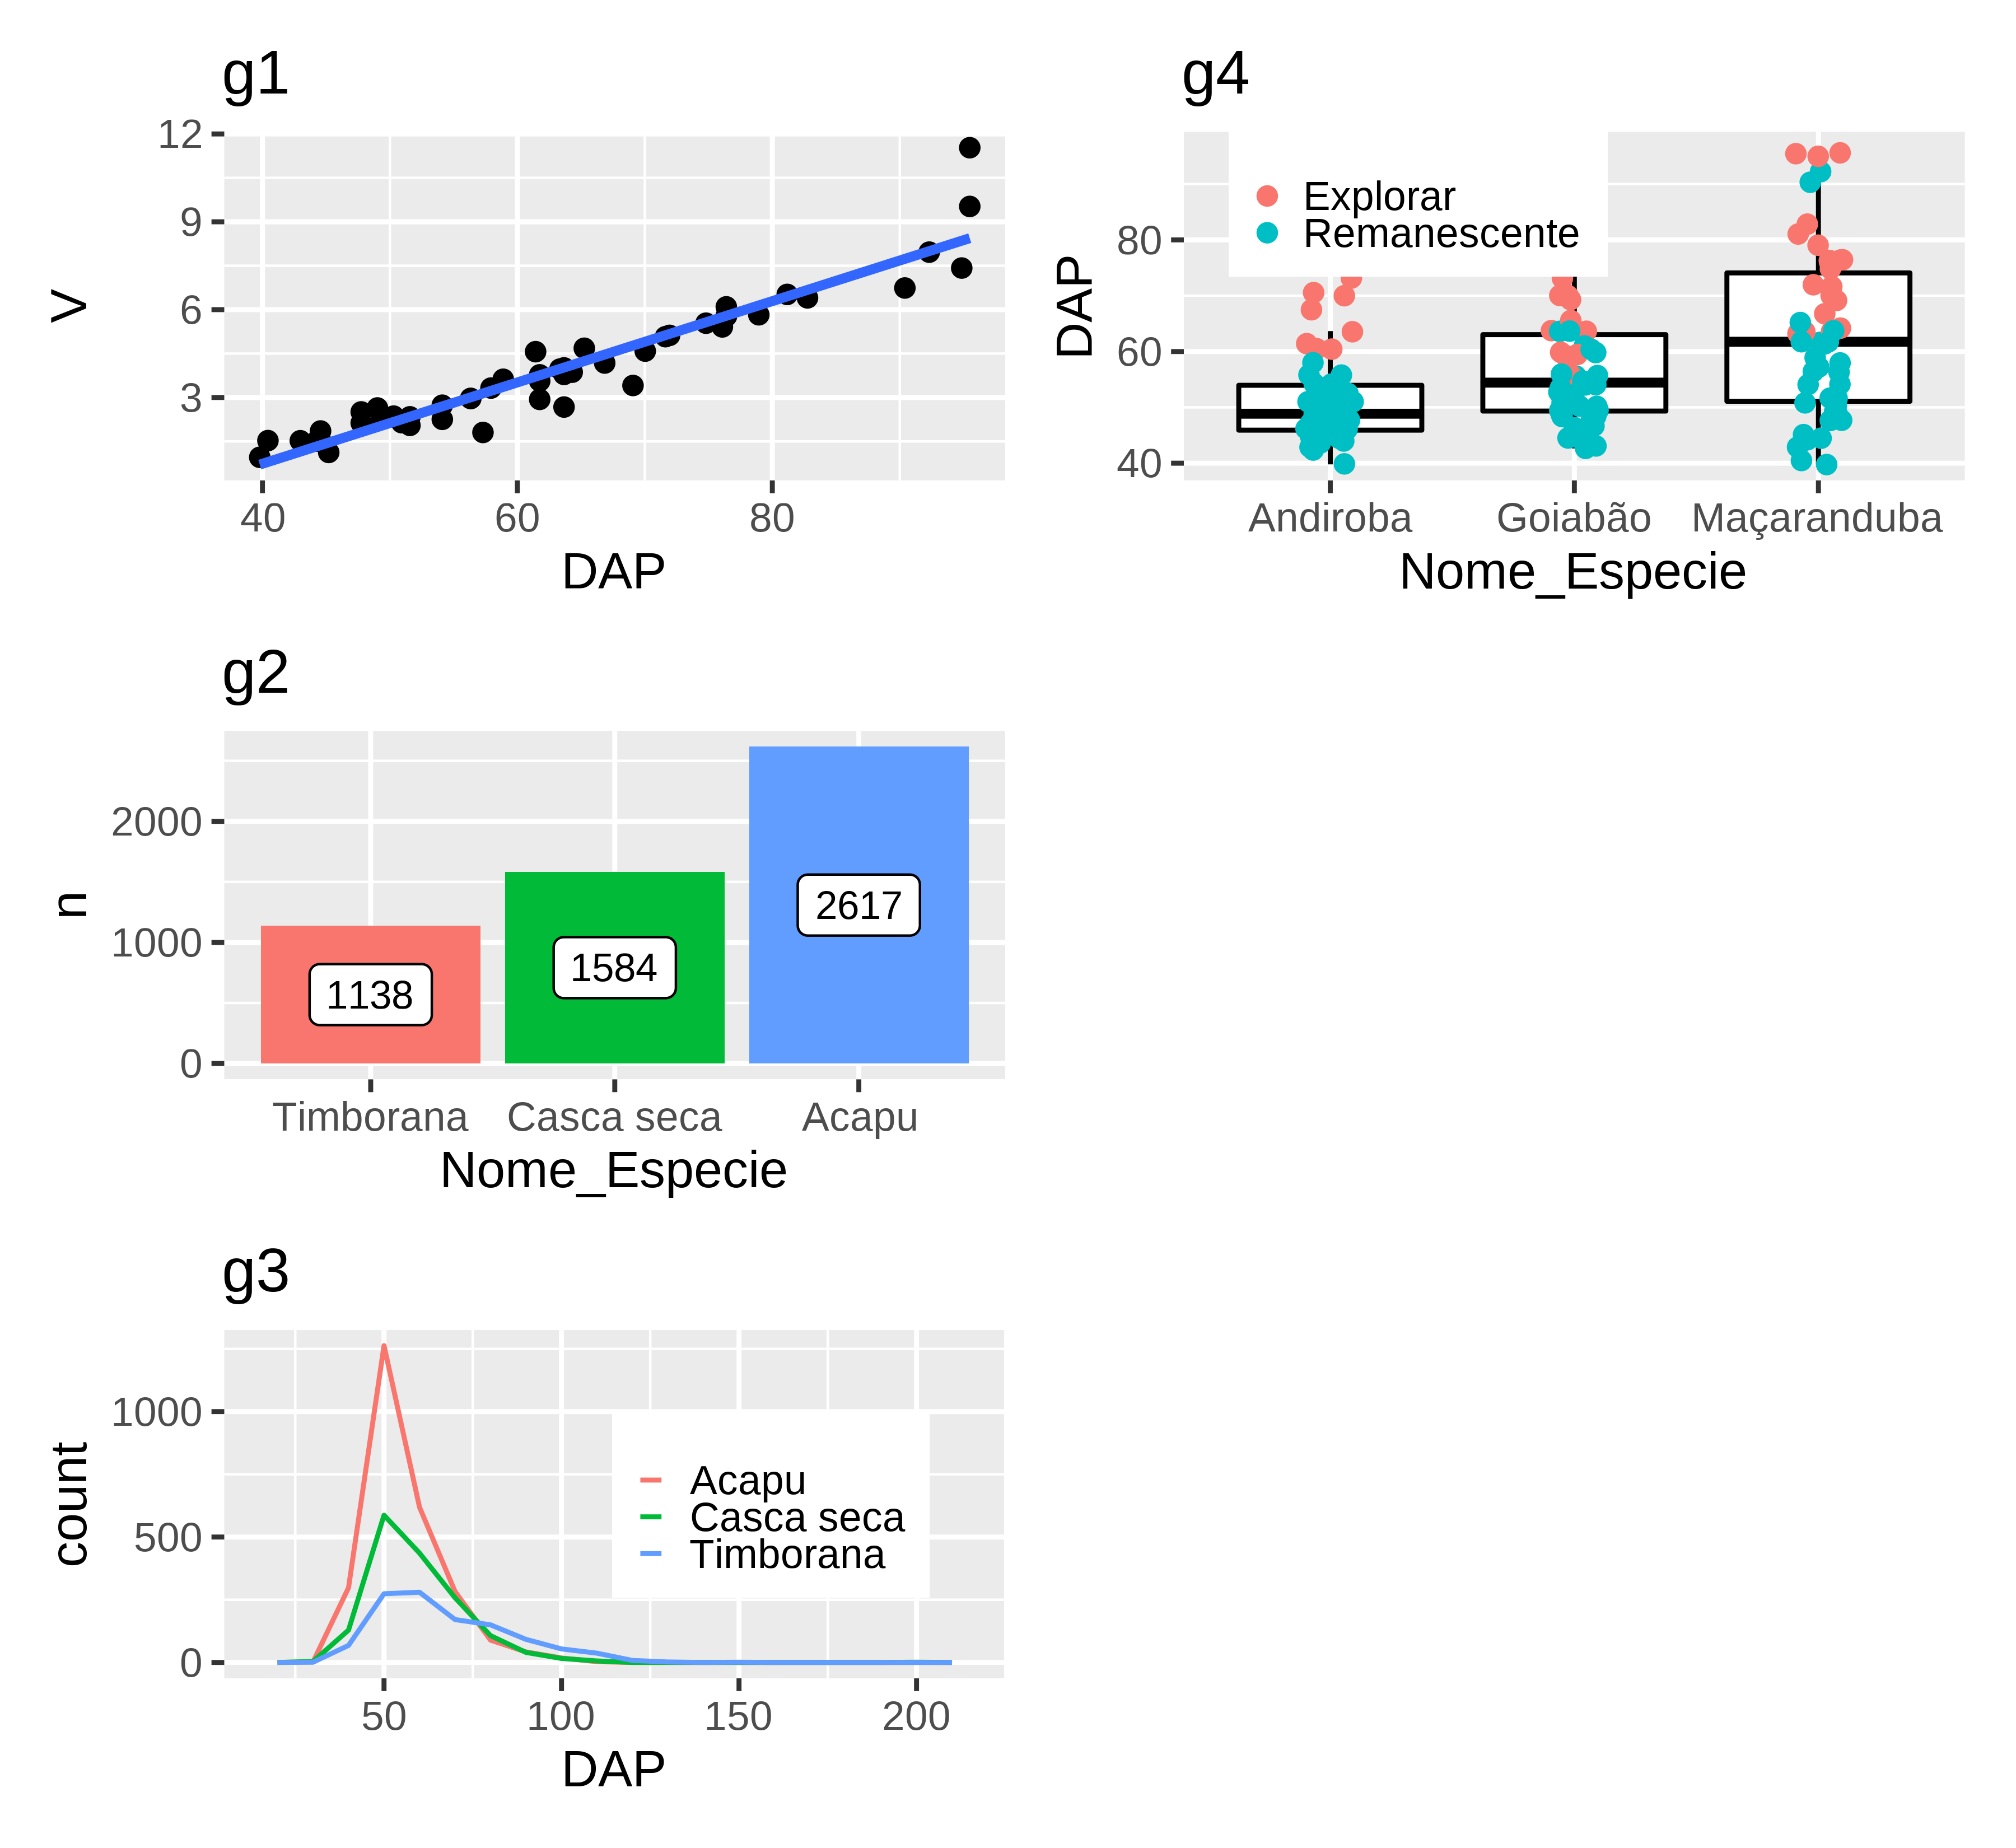 g1
12
9
6
3
V
40 60 80
DAP
g4
Explorar
Remanescente
80
60
40
DAP
Andiroba Goiabão Maçaranduba
Nome_Especie
g2
2000
1000
0
n
1138
1584
2617
Timborana Casca seca Acapu
Nome_Especie
g3
1000
500
0
count
Acapu
Casca seca
Timborana
50 100 150 200
DAP